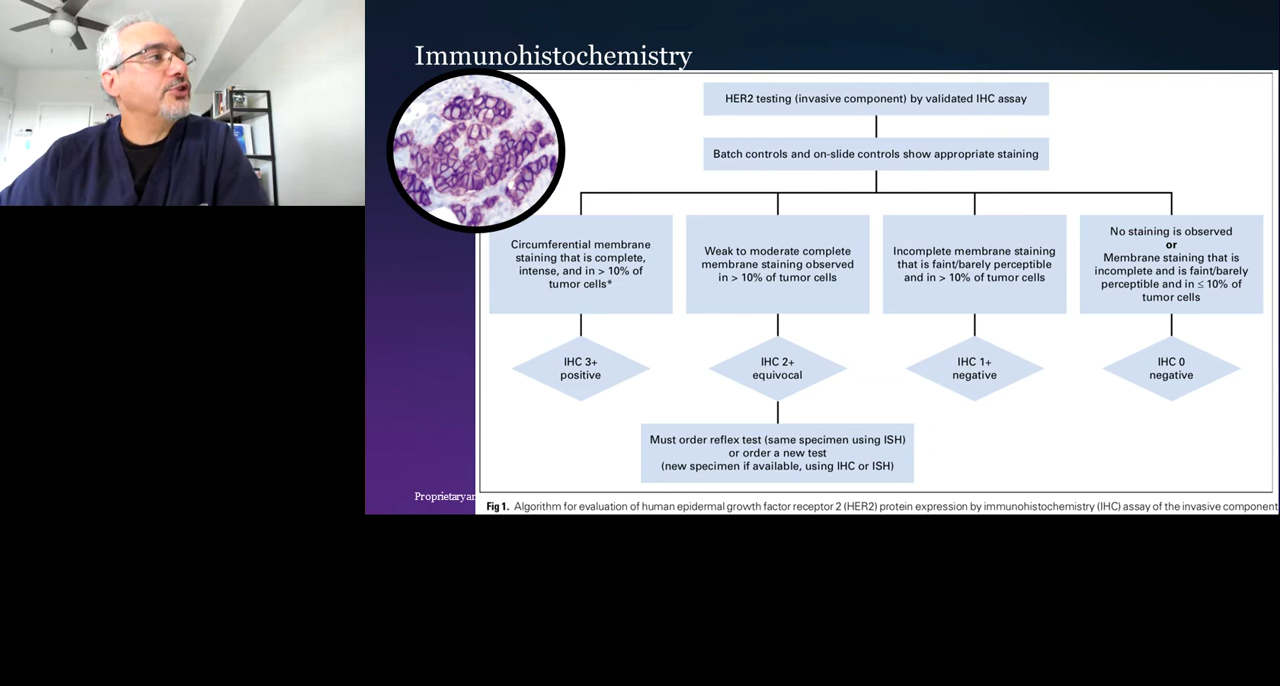 Immunohistochemistry
HER2 testing (invasive component) by validated IHC assay
Batch controls and on-slide controls show appropriate staining
Circumferential membrane
staining that is complete,
intense, and in > 10% of
tumor cells*
Weak to moderate complete
membrane staining observed
in > 10% of tumor cells
Incomplete membrane staining
that is faint/barely perceptible
and in > 10% of tumor cells
No staining is observed
or
Membrane staining that is
incomplete and is faint/barely
perceptible and in ≤ 10% of
tumor cells
IHC 3+
positive
IHC 2+
equivocal
IHC 1+
negative
IHC 0
negative
Must order reflex test (same specimen using ISH)
or order a new test
(new specimen if available, using IHC or ISH)
Proprietary an
Fig 1. Algorithm for evaluation of human epidermal growth factor receptor 2 (HER2) protein expression by immunohistochemistry (IHC) assay of the invasive component